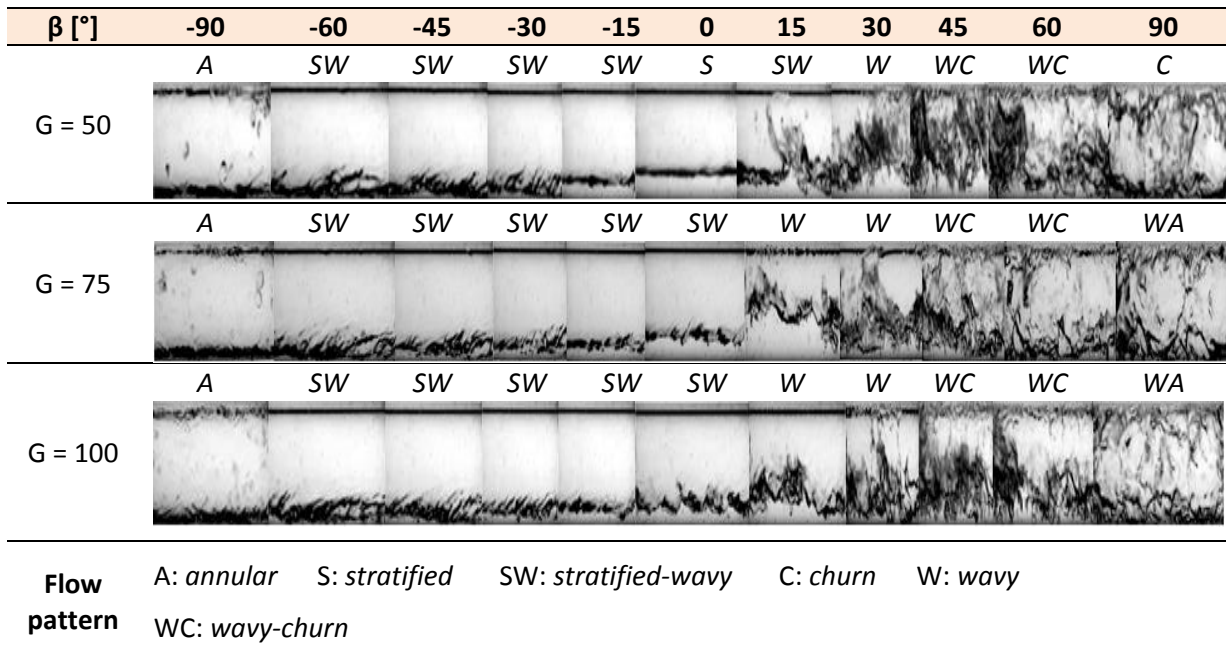 β [°] -90 -60 -45 -30 -15 0 15 30 45 60 90
A SW SW SW SW S SW W WC WC C
G = 50
A SW SW SW SW SW W W WC WC WA
G = 75
A SW SW SW SW SW W W WC WC WA
G = 100
Flow pattern
A: annular S: stratified SW: stratified-wavy C: churn W: wavy
WC: wavy-churn